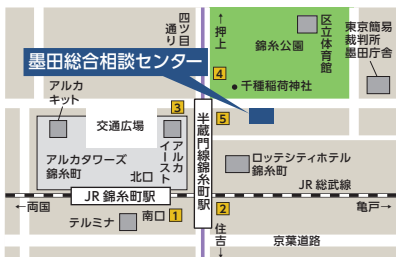 四ツ目通り
↑押上
錦糸公園
区立体育館
東京簡易裁判所墨田庁舎
墨田総合相談センター
4
千種稲荷神社
アルカキット
3
交通広場
5
半蔵門線錦糸町駅
アルカイースト
アルカタワーズ錦糸町
北口
ロッテシティホテル錦糸町
JR 錦糸町駅
JR 総武線
←両国
亀戸→
テルミナ
南口
1
2
住吉↓
京葉道路